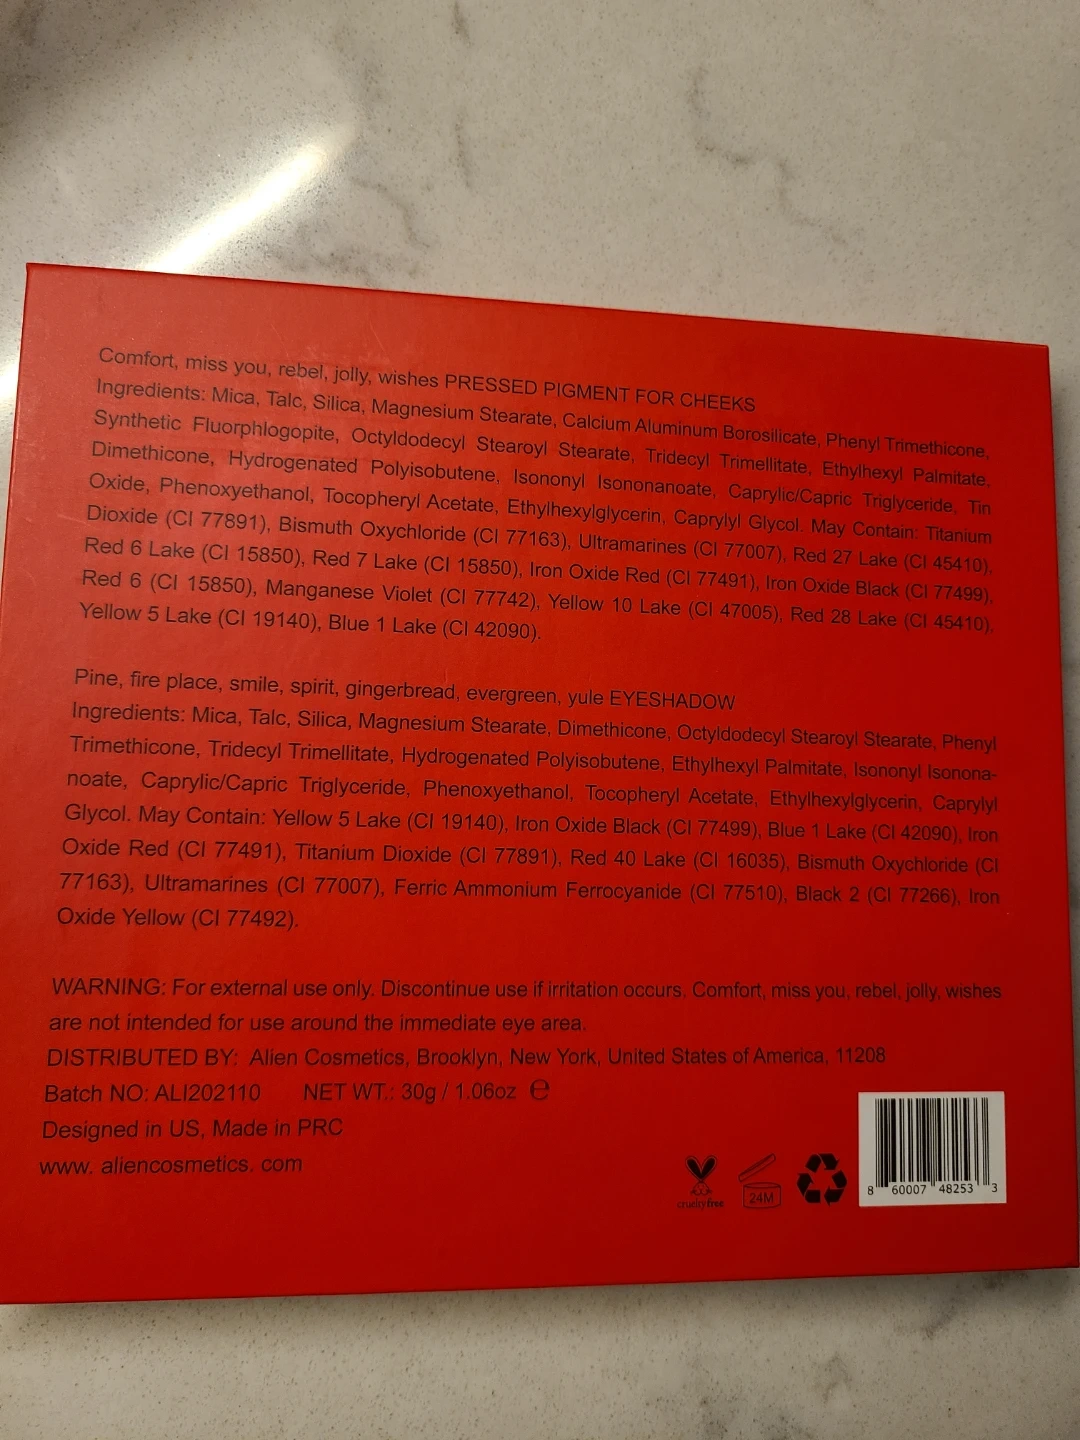 Comfort, miss you, rebel, jolly, wishes PRESSED PIGMENT FOR CHEEKS
Ingredients: Mica, Talc, Silica, Magnesium Stearate, Calcium Aluminum Borosilicate, Phenyl Trimethicone,
Synthetic Fluorphlogopite, Octyldodecyl Stearoyl Stearate, Tridecyl Trimellitate, Ethylhexyl Palmitate,
Dimethicone, Hydrogenated Polyisobutene, Isononyl Isononanoate, Caprylic/Capric Triglyceride, Tin
Oxide, Phenoxyethanol, Tocopheryl Acetate, Ethylhexylglycerin, Caprylyl Glycol. May Contain: Titanium
Dioxide (CI 77891), Bismuth Oxychloride (CI 77163), Ultramarines (CI 77007), Red 27 Lake (CI 45410),
Red 6 Lake (CI 15850), Red 7 Lake (CI 15850), Iron Oxide Red (CI 77491), Iron Oxide Black (CI 77499),
Red 6 (CI 15850), Manganese Violet (CI 77742), Yellow 10 Lake (CI 47005), Red 28 Lake (CI 45410),
Yellow 5 Lake (CI 19140), Blue 1 Lake (CI 42090).
Pine, fire place, smile, spirit, gingerbread, evergreen, yule EYESHADOW
Ingredients: Mica, Talc, Silica, Magnesium Stearate, Dimethicone, Octyldodecyl Stearoyl Stearate, Phenyl
Trimethicone, Tridecyl Trimellitate, Hydrogenated Polyisobutene, Ethylhexyl Palmitate, Isononyl Isonona-
noate, Caprylic/Capric Triglyceride, Phenoxyethanol, Tocopheryl Acetate, Ethylhexylglycerin, Caprylyl
Glycol. May Contain: Yellow 5 Lake (CI 19140), Iron Oxide Black (CI 77499), Blue 1 Lake (CI 42090), Iron
Oxide Red (CI 77491), Titanium Dioxide (CI 77891), Red 40 Lake (CI 16035), Bismuth Oxychloride (CI
77163), Ultramarines (CI 77007), Ferric Ammonium Ferrocyanide (CI 77510), Black 2 (CI 77266), Iron
Oxide Yellow (CI 77492).
WARNING: For external use only. Discontinue use if irritation occurs. Comfort, miss you, rebel, jolly, wishes
are not intended for use around the immediate eye area.
DISTRIBUTED BY: Alien Cosmetics, Brooklyn, New York, United States of America, 11208
Batch NO: ALI202110 NET WT.: 30g / 1.06oz ℮
Designed in US, Made in PRC
www. aliencosmetics. com
crueltyfree
24M
8 60007 48253 3